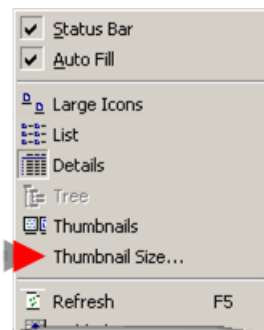 Status Bar
Auto Fill
Large Icons
List
Details
Tree
Thumbnails
Thumbnail Size...
Refresh F5